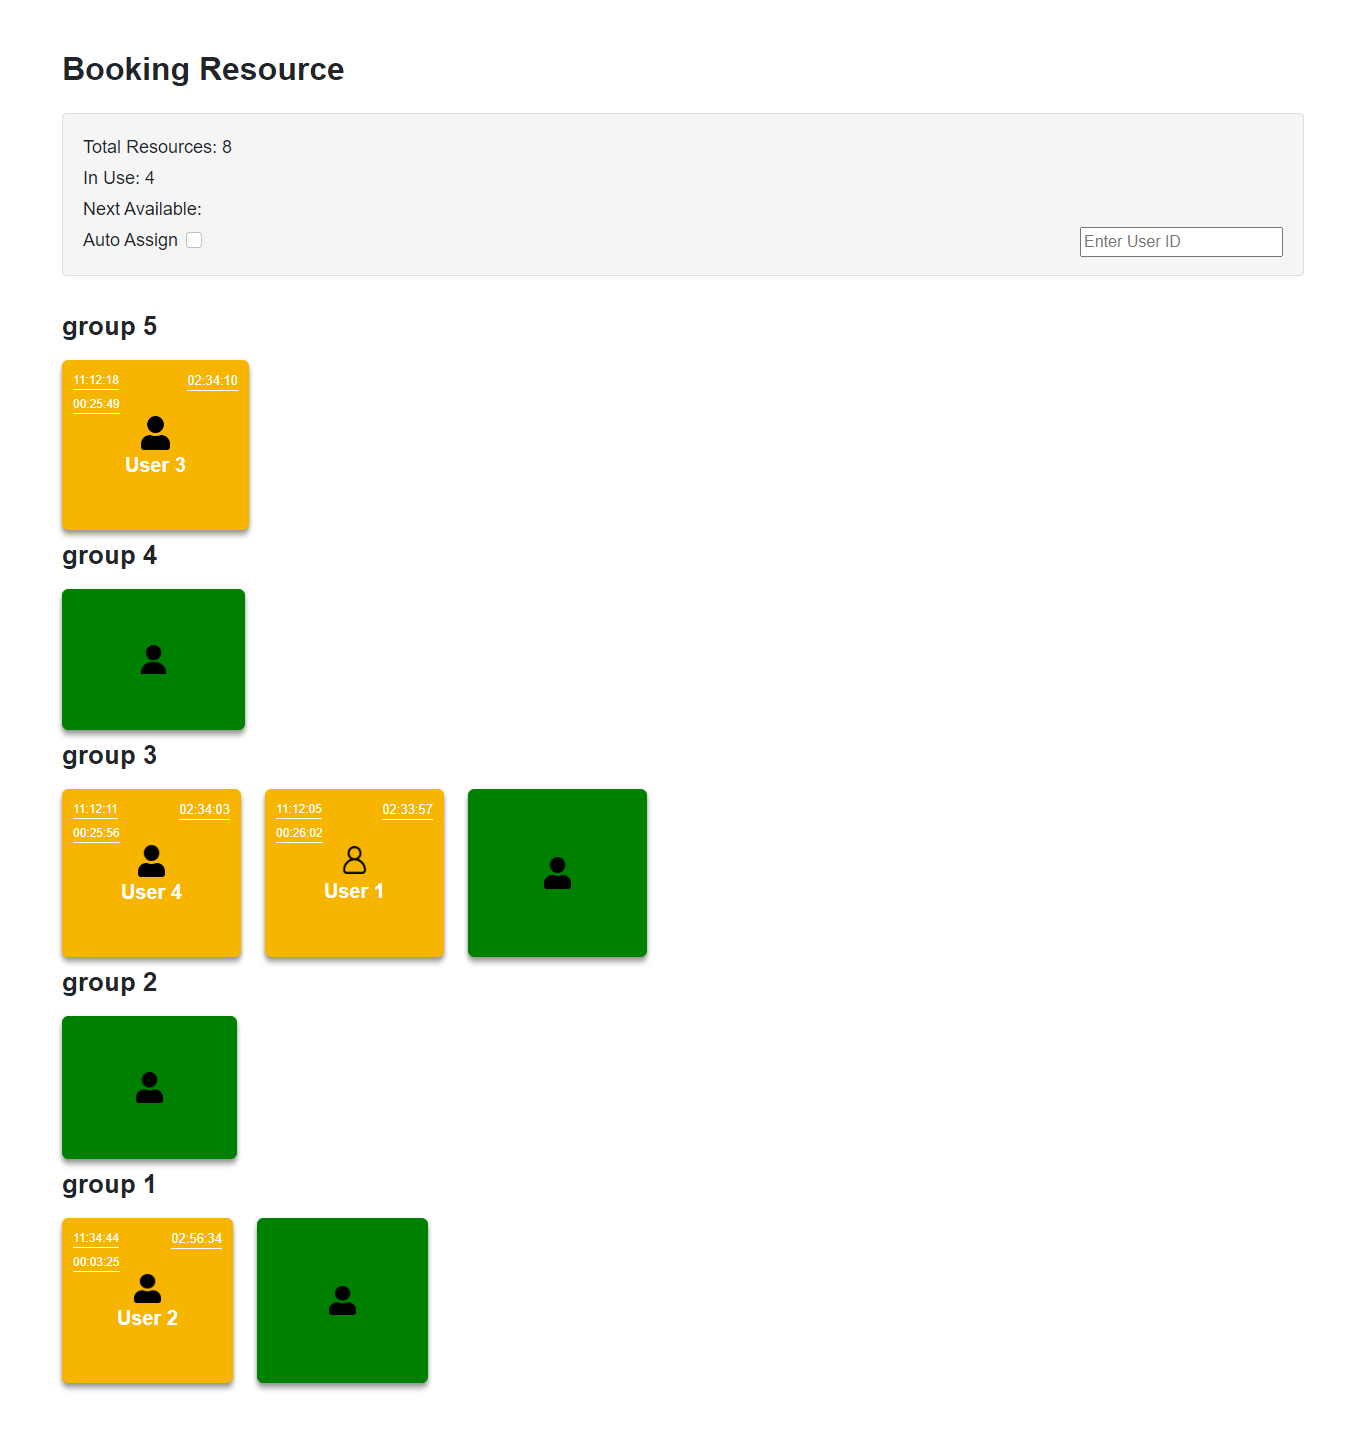 Booking Resource
Total Resources: 8
In Use: 4
Next Available:
Auto Assign
Enter User ID
group 5
11:12:18 02:34:10
00:25:49
User 3
group 4
group 3
11:12:11 02:34:03
00:25:56
User 4
11:12:05 02:33:57
00:26:02
User 1
group 2
group 1
11:34:44 02:56:34
00:03:25
User 2